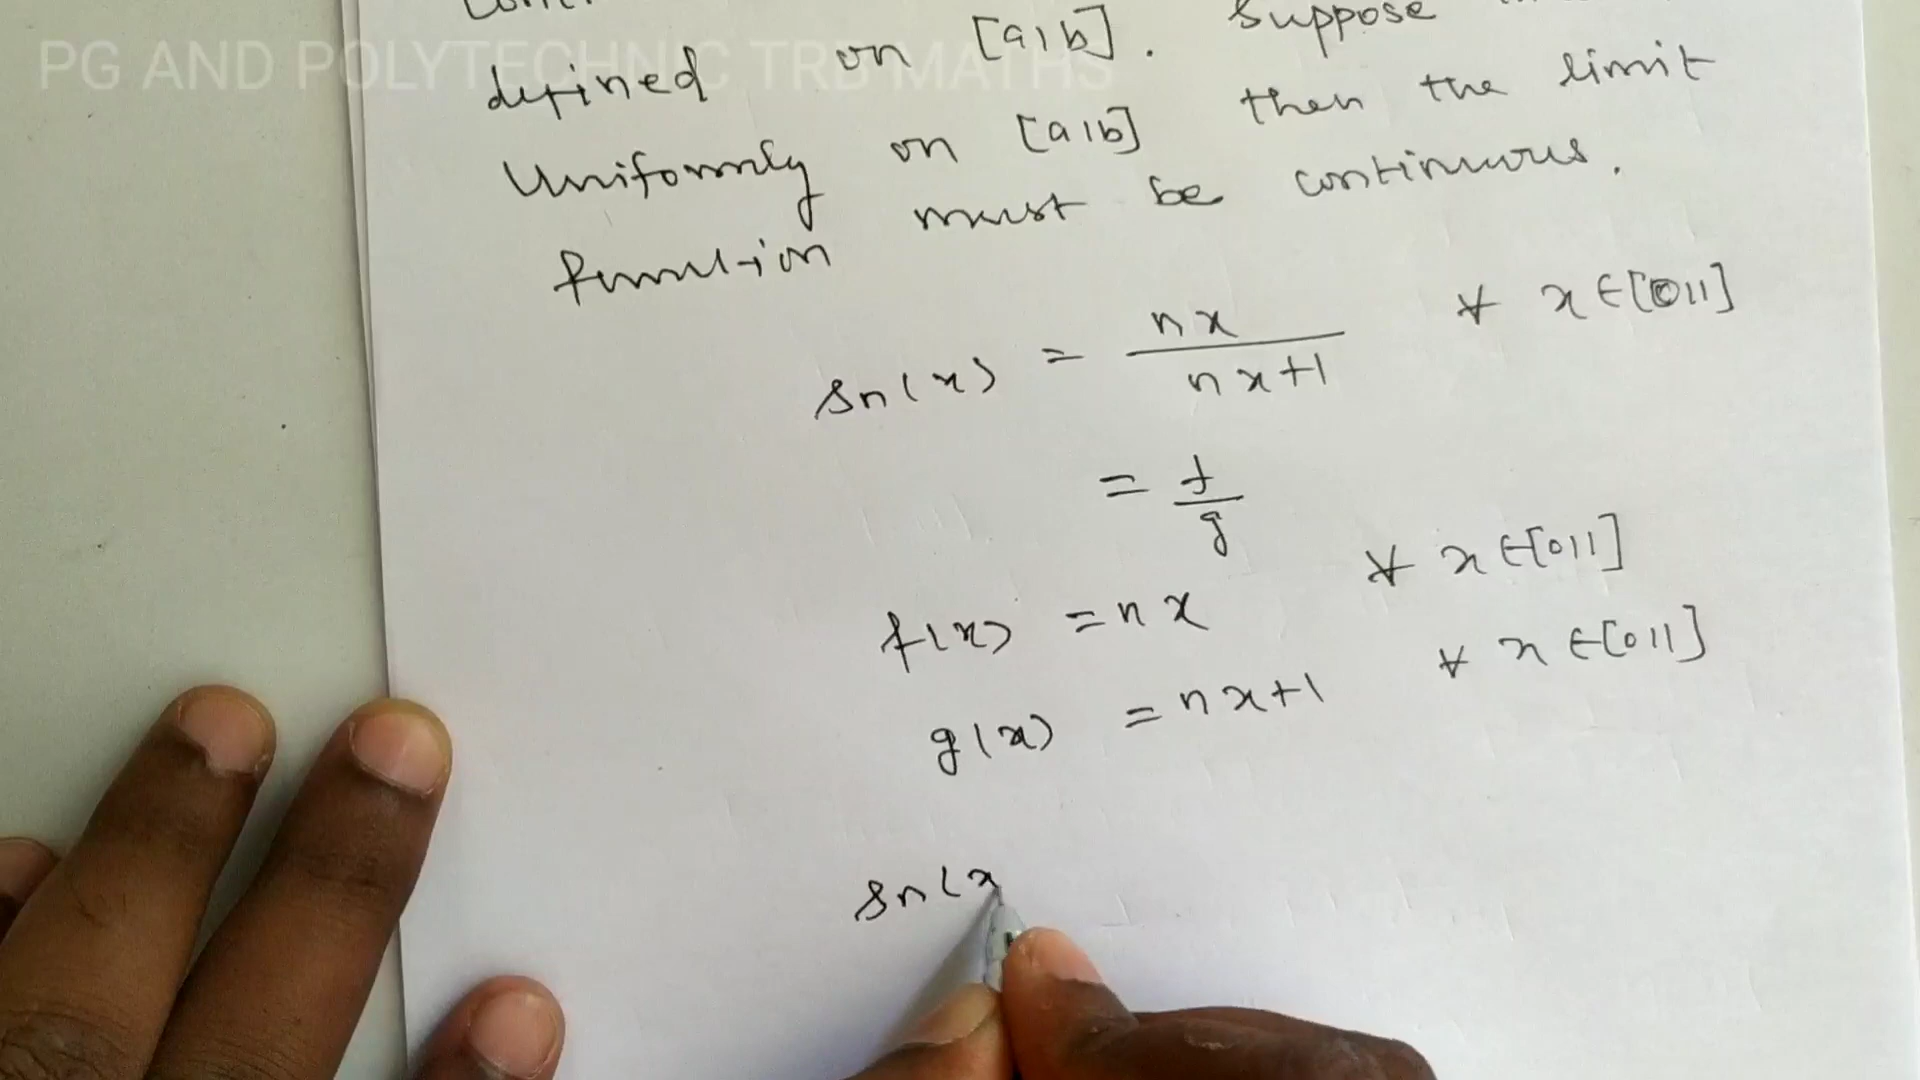 defined on [a,b]. Suppose
PG AND POLYTECHNIC TRB MATHS
Uniformly on [a,b] then the limit
function must be continuous.
Sn(x) = nx / nx+1 ∀ x∈[0,1]
= f/g
f(x) = nx ∀ x∈[0,1]
g(x) = nx+1 ∀ x∈[0,1]
Sn(x